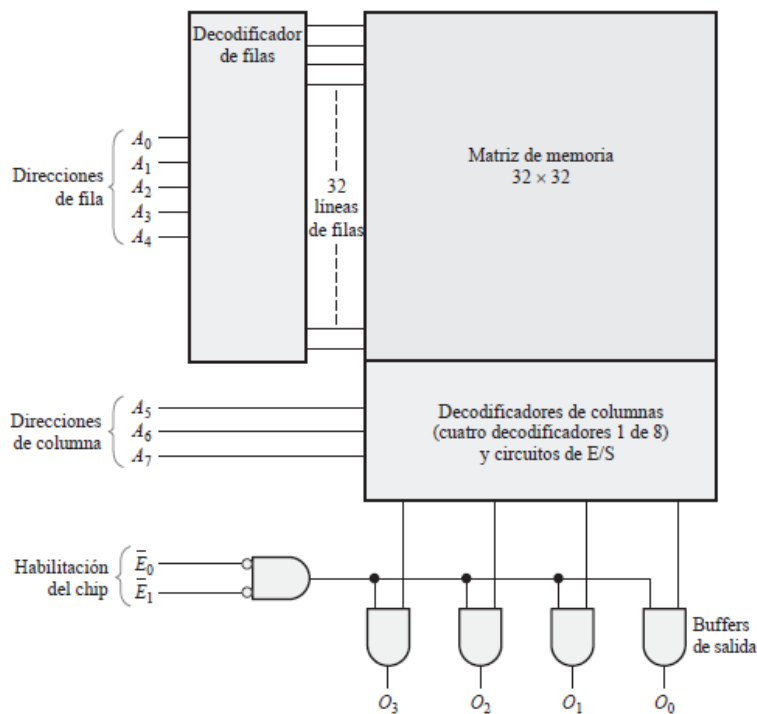 Decodificador
de filas
Matriz de memoria
32 × 32
Direcciones
de fila
A₀
A₁
A₂
A₃
A₄
32
líneas
de filas
Direcciones
de columna
A₅
A₆
A₇
Decodificadores de columnas
(cuatro decodificadores 1 de 8)
y circuitos de E/S
Habilitación
del chip
E̅₀
E̅₁
Buffers
de salida
O₃ O₂ O₁ O₀